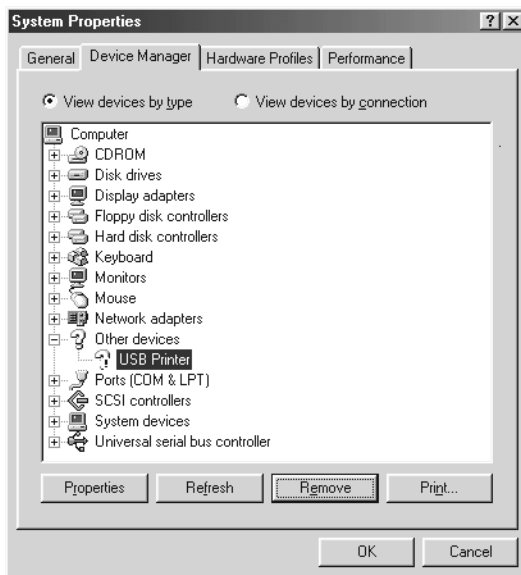 System Properties
General Device Manager Hardware Profiles Performance
View devices by type View devices by connection
Computer
CDROM
Disk drives
Display adapters
Floppy disk controllers
Hard disk controllers
Keyboard
Monitors
Mouse
Network adapters
Other devices
USB Printer
Ports (COM & LPT)
SCSI controllers
System devices
Universal serial bus controller
Properties Refresh Remove Print...
OK Cancel